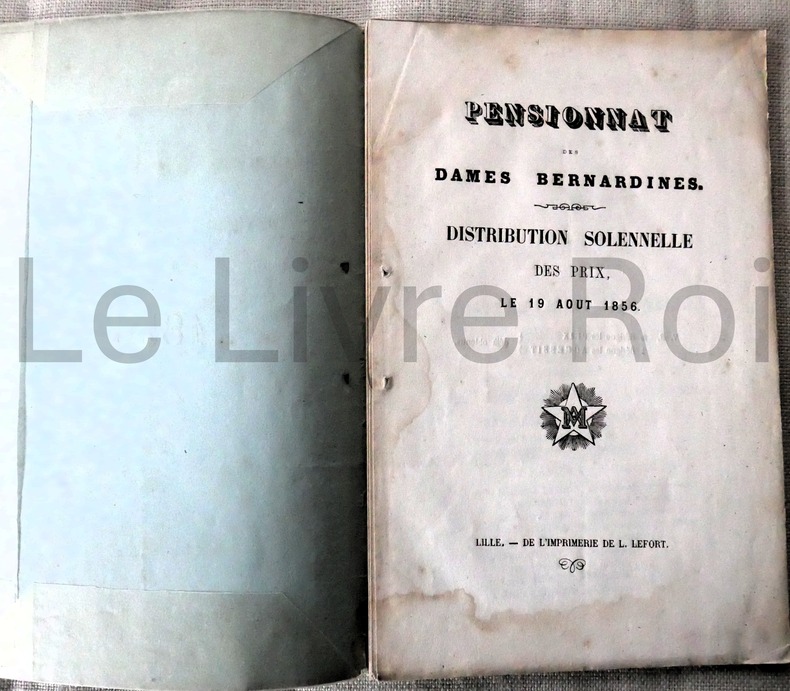 PENSIONNAT
DES
DAMES BERNARDINES.
DISTRIBUTION SOLENNELLE
DES PRIX,
LE 19 AOUT 1856.
Le Livre Roi
LILLE. — DE L'IMPRIMERIE DE L. LEFORT.